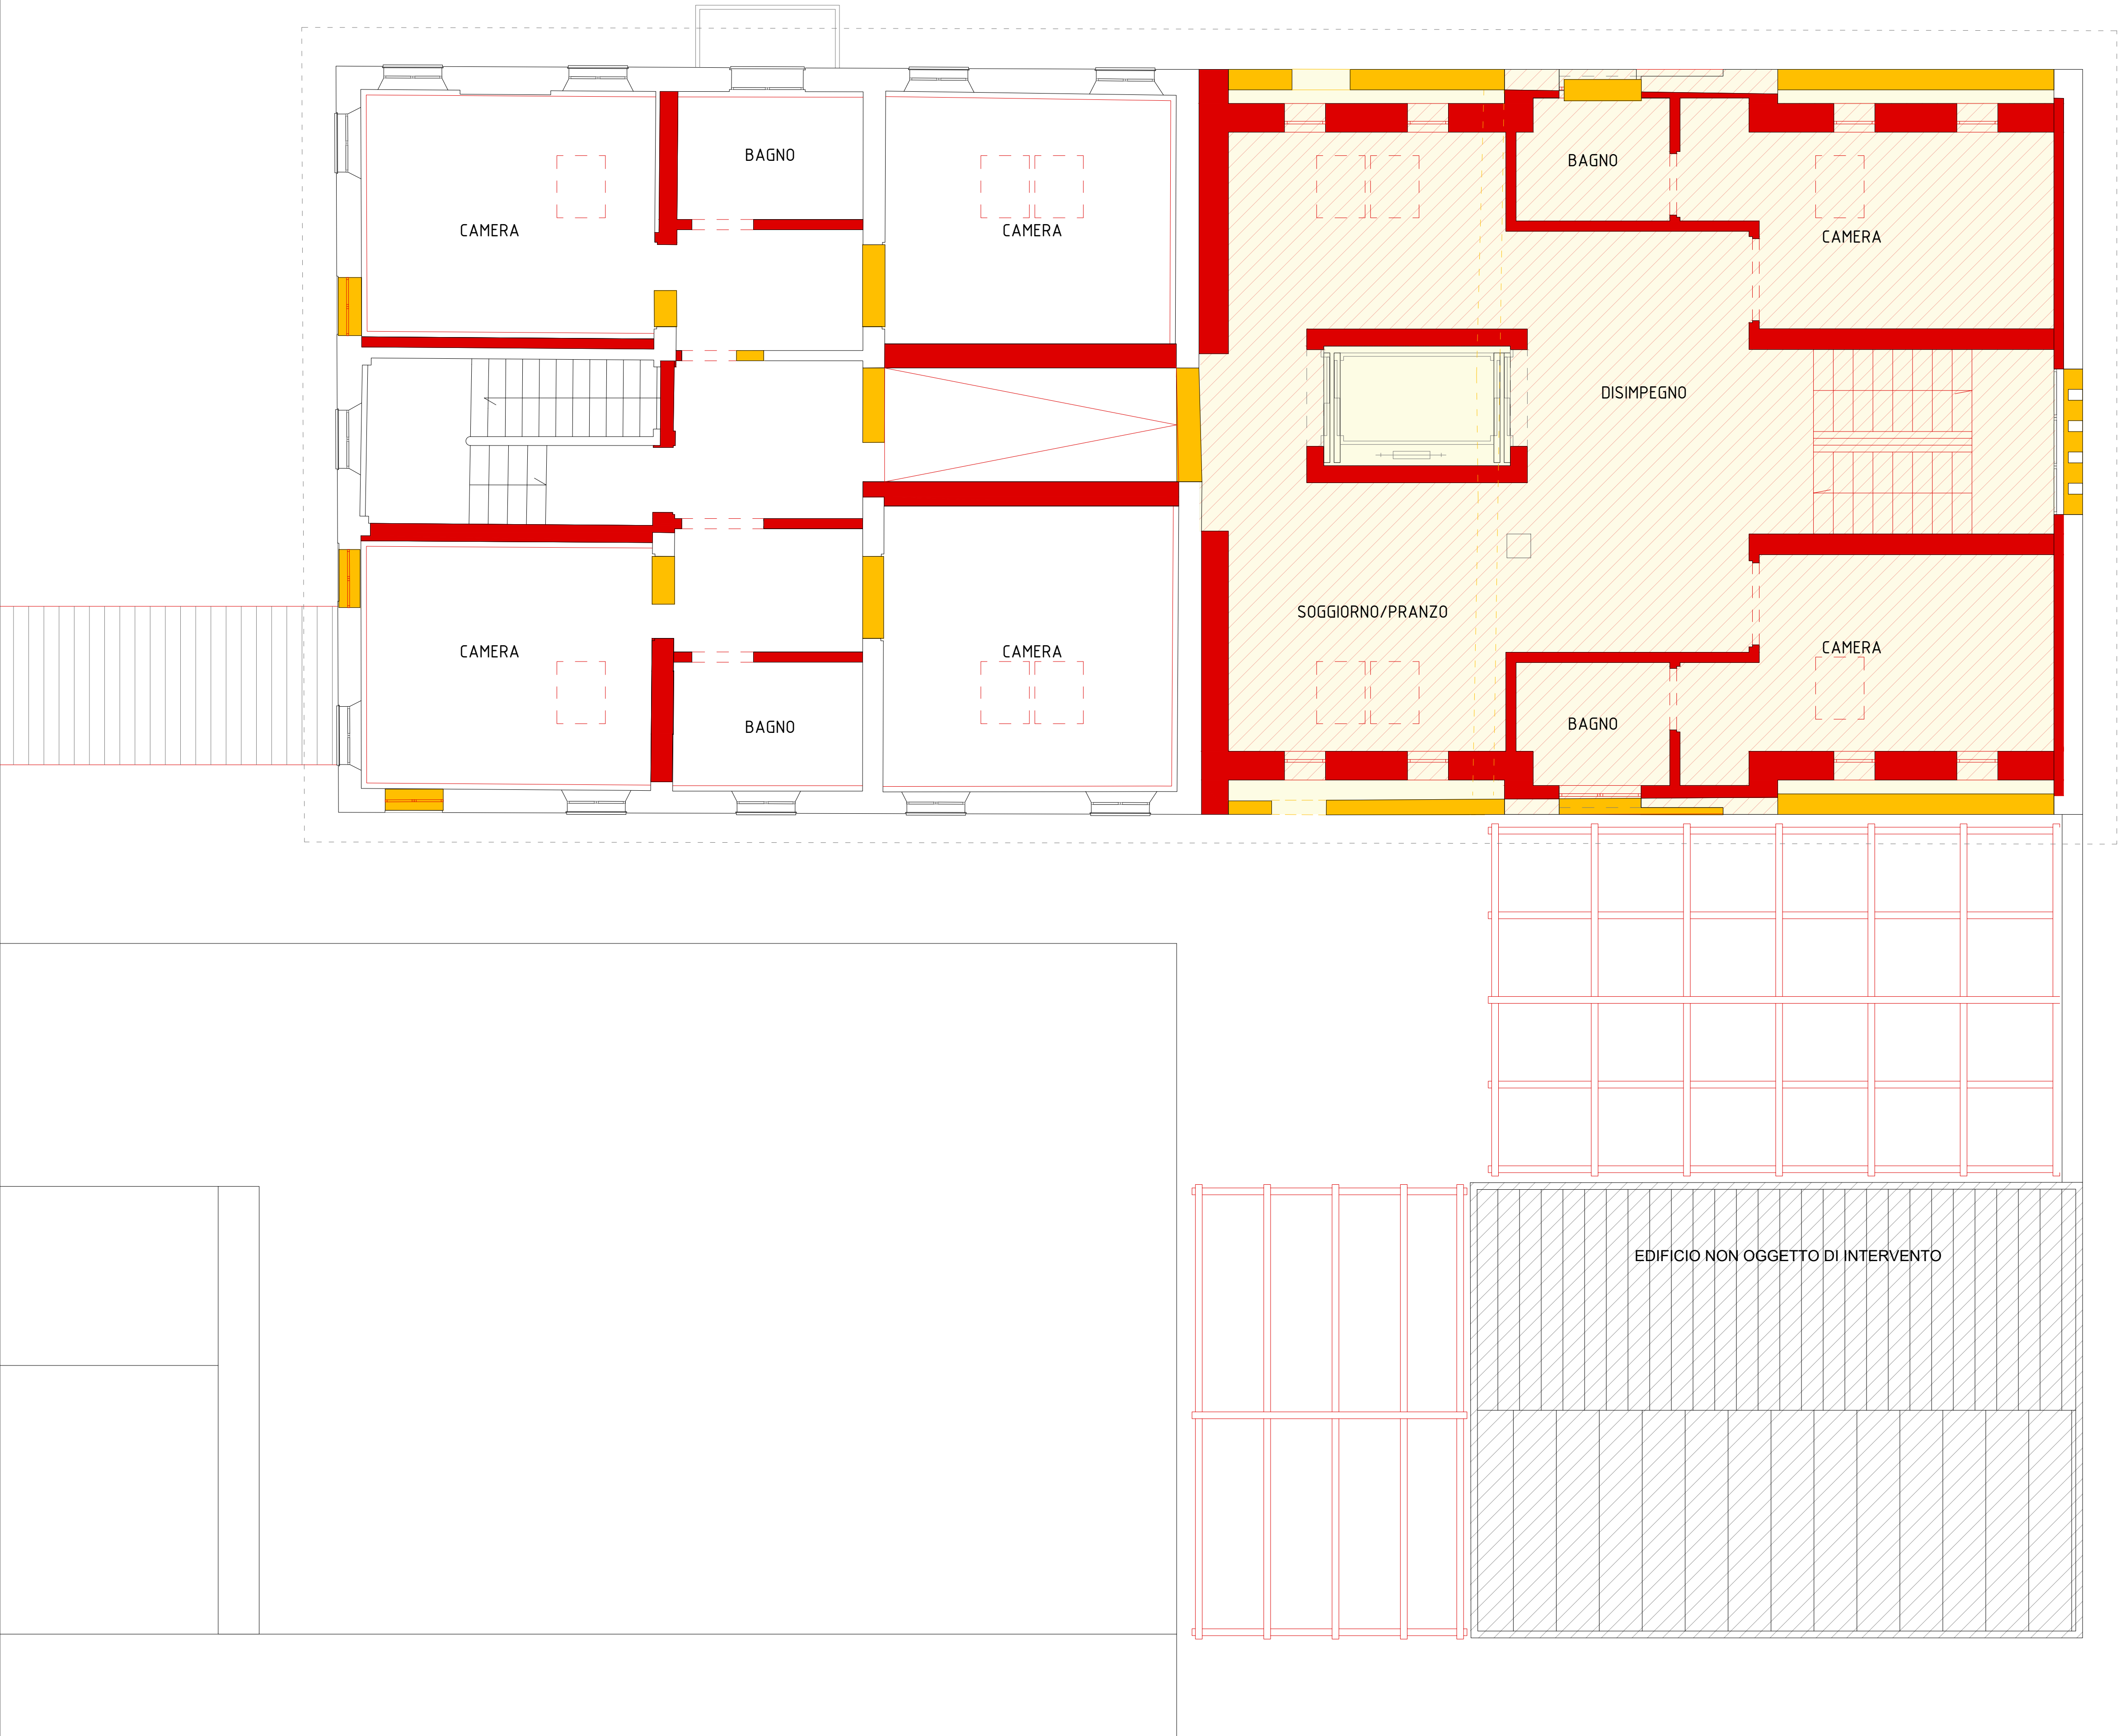 BAGNO
BAGNO
CAMERA
CAMERA
CAMERA
DISIMPEGNO
SOGGIORNO/PRANZO
CAMERA
CAMERA
CAMERA
BAGNO
BAGNO
EDIFICIO NON OGGETTO DI INTERVENTO